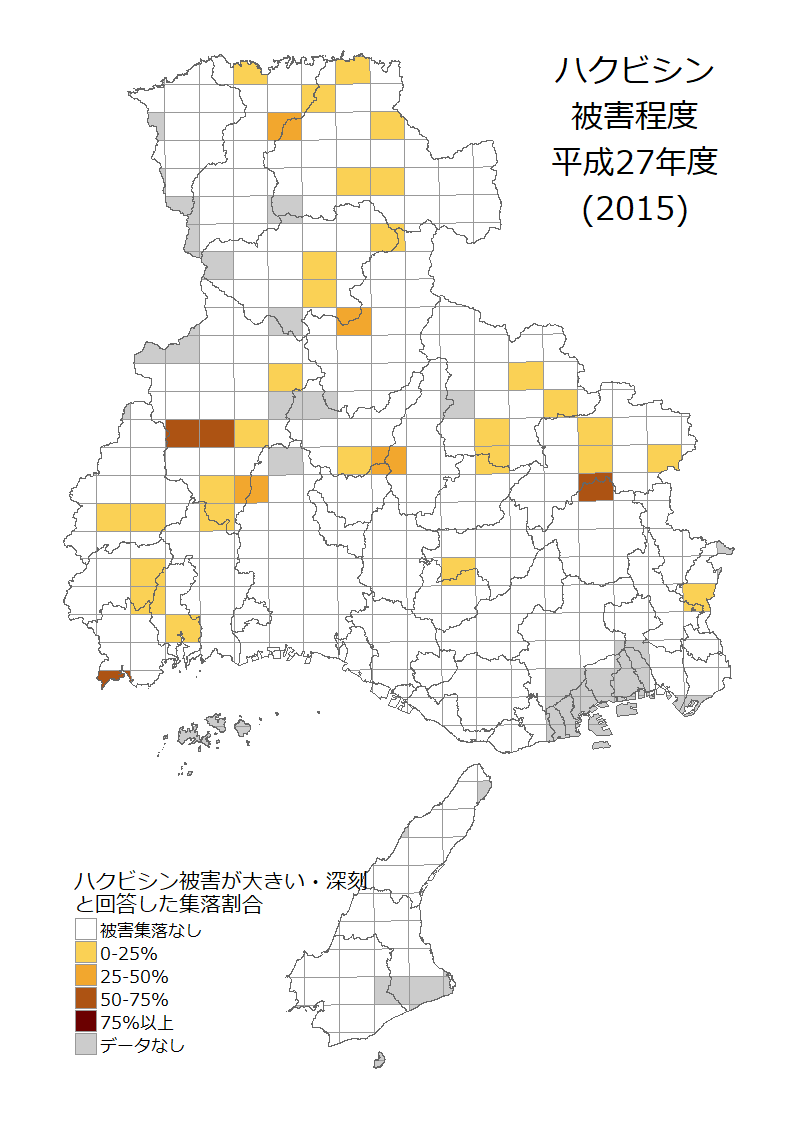 ハクビシン
被害程度
平成27年度
(2015)
ハクビシン被害が大きい・深刻
と回答した集落割合
被害集落なし
0-25%
25-50%
50-75%
75%以上
データなし